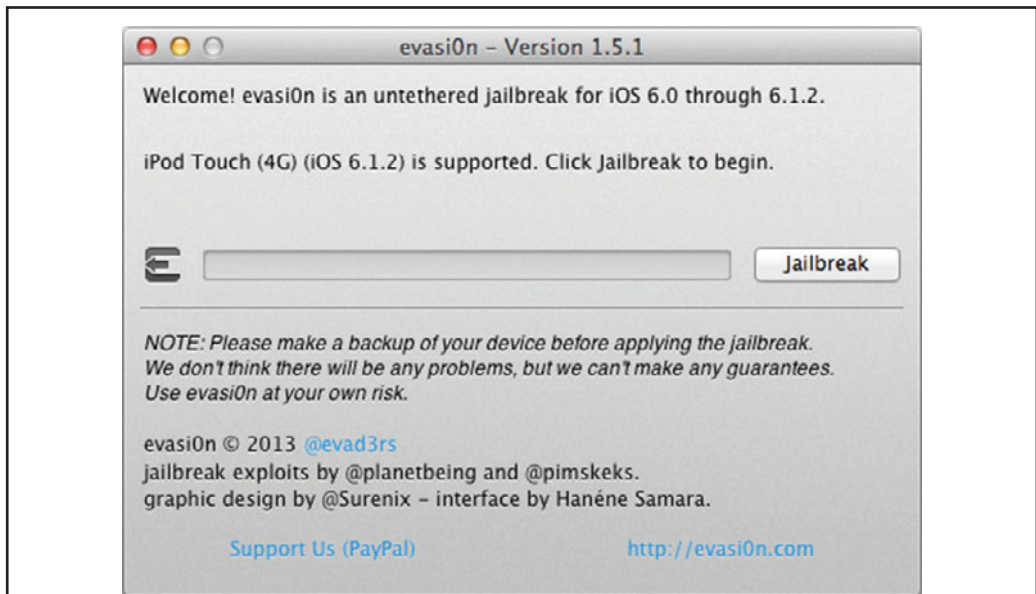 evasi0n – Version 1.5.1
Welcome! evasi0n is an untethered jailbreak for iOS 6.0 through 6.1.2.
iPod Touch (4G) (iOS 6.1.2) is supported. Click Jailbreak to begin.
Jailbreak
NOTE: Please make a backup of your device before applying the jailbreak.
We don't think there will be any problems, but we can't make any guarantees.
Use evasi0n at your own risk.
evasi0n © 2013 @evad3rs
jailbreak exploits by @planetbeing and @pimskeks.
graphic design by @Surenix – interface by Hanéne Samara.
Support Us (PayPal)
http://evasi0n.com